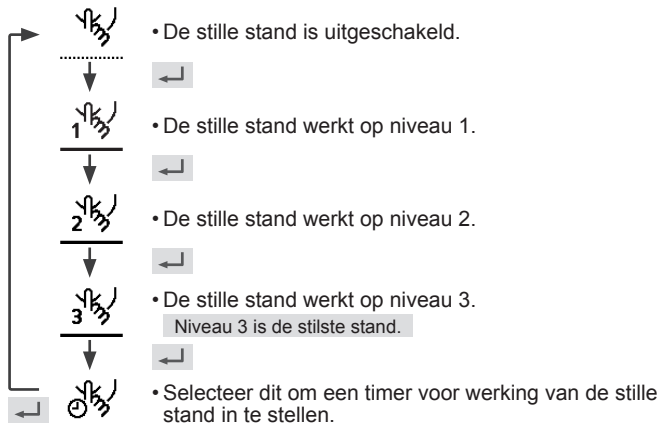 • De stille stand is uitgeschakeld.
1
• De stille stand werkt op niveau 1.
2
• De stille stand werkt op niveau 2.
3
• De stille stand werkt op niveau 3.
Niveau 3 is de stilste stand.
• Selecteer dit om een timer voor werking van de stille
stand in te stellen.